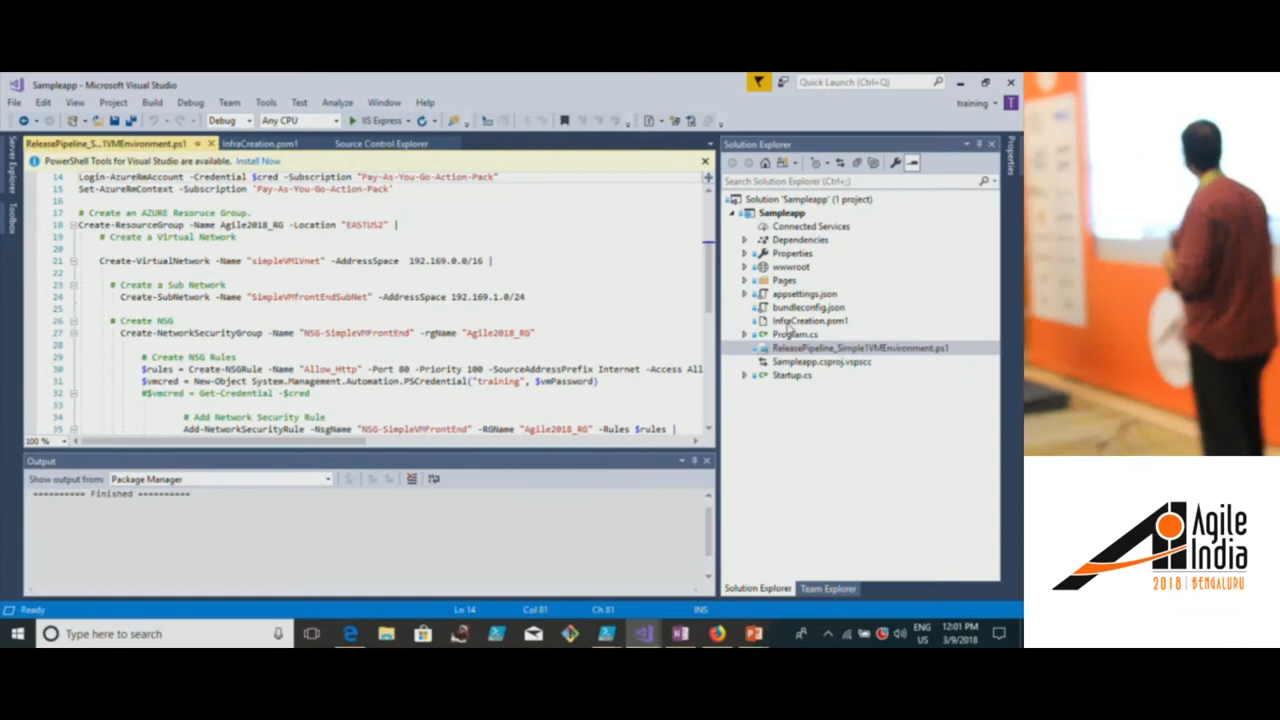 Sampleapp - Microsoft Visual Studio
Quick Launch (Ctrl+Q)
File Edit View Project Build Debug Team Tools Test Analyze Window Help
training T
Debug Any CPU IIS Express
Server Explorer
Toolbox
ReleasePipeline_S...1VMEnvironment.ps1 InfraCreation.psm1 Source Control Explorer
PowerShell Tools for Visual Studio are available. Install Now
14 Login-AzureRmAccount -Credential $cred -Subscription "Pay-As-You-Go-Action-Pack"
15 Set-AzureRmContext -Subscription 'Pay-As-You-Go-Action-Pack'
16
17 # Create an AZURE Resoruce Group.
18 Create-ResourceGroup -Name Agile2018_RG -Location "EASTUS2" |
19 # Create a Virtual Network
20
21 Create-VirtualNetwork -Name "simpleVM1Vnet" -AddressSpace 192.169.0.0/16 |
22
23 # Create a Sub Network
24 Create-SubNetwork -Name "SimpleVMfrontEndSubNet" -AddressSpace 192.169.1.0/24
25
26 # Create NSG
27 Create-NetworkSecurityGroup -Name "NSG-SimpleVMFrontEnd" -rgName "Agile2018_RG"
28
29 # Create NSG Rules
30 $rules = Create-NSGRule -Name "Allow_Http" -Port 80 -Priority 100 -SourceAddressPrefix Internet -Access All
31 $vmcred = New-Object System.Management.Automation.PSCredential("training", $vmPassword)
32 #$vmcred = Get-Credential -$cred
33
34 # Add Network Security Rule
35 Add-NetworkSecurityRule -NsgName "NSG-SimpleVMFrontEnd" -RGName "Agile2018_RG" -Rules $rules |
100 %
Output
Show output from: Package Manager
========== Finished ==========
Solution Explorer
Search Solution Explorer (Ctrl+;)
Solution 'Sampleapp' (1 project)
Sampleapp
Connected Services
Dependencies
Properties
wwwroot
Pages
appsettings.json
bundleconfig.json
InfraCreation.psm1
Program.cs
ReleasePipeline_Simple1VMEnvironment.ps1
Sampleapp.csproj.vspscc
Startup.cs
Solution Explorer Team Explorer
Properties
Ready Ln 14 Col 81 Ch 81 INS
Type here to search
ENG
US
12:01 PM
3/9/2018
Agile
India
2018 | BENGALURU